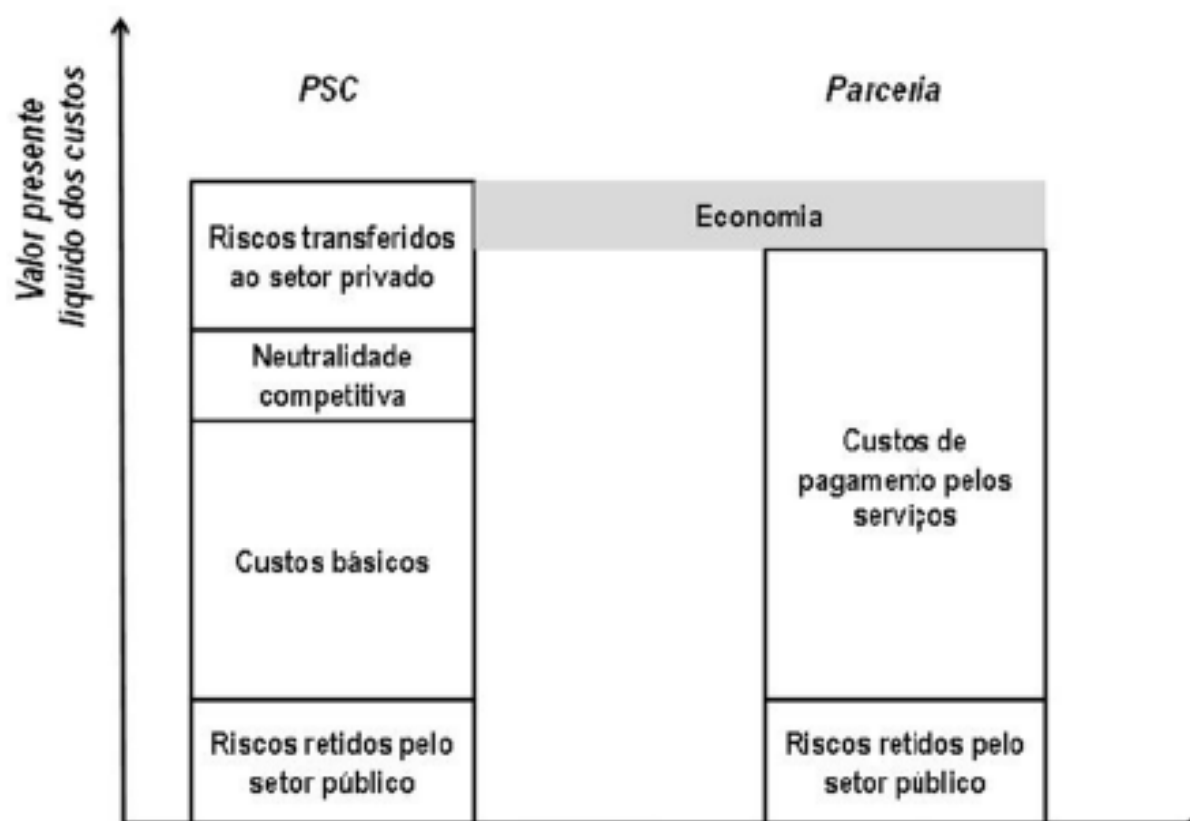 Valor presente
líquido dos custos
PSC
Parceria
Riscos transferidos
ao setor privado
Economia
Neutralidade
competitiva
Custos básicos
Custos de
pagamento pelos
serviços
Riscos retidos pelo
setor público
Riscos retidos pelo
setor público